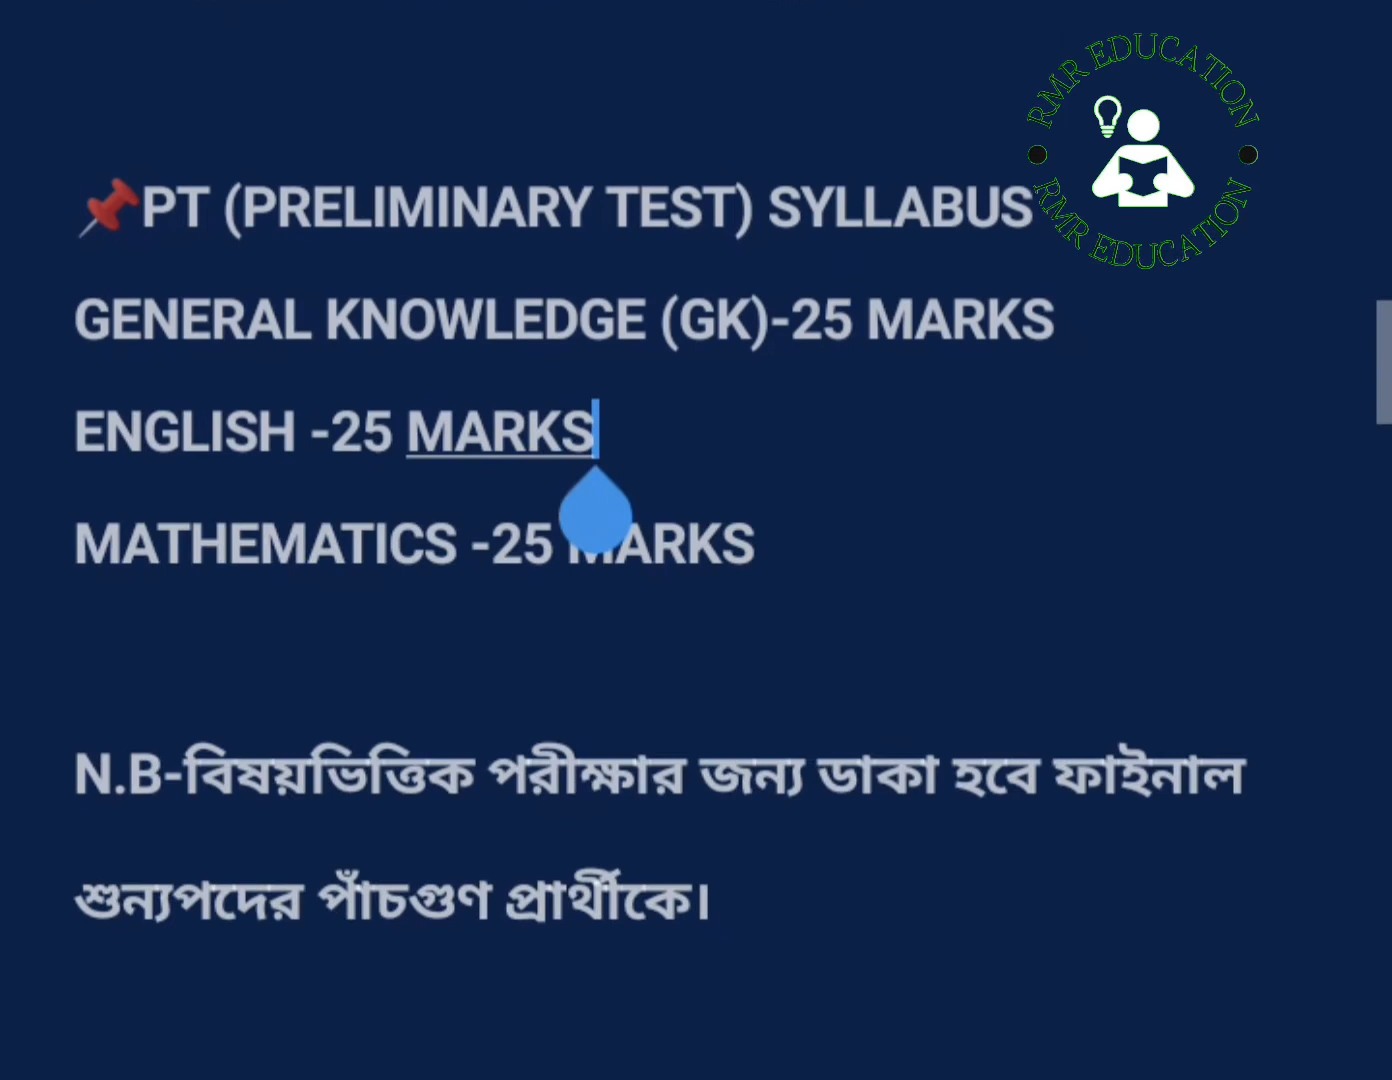 RMR EDUCATION
RMR EDUCATION
📌PT (PRELIMINARY TEST) SYLLABUS
GENERAL KNOWLEDGE (GK)-25 MARKS
ENGLISH -25 MARKS
MATHEMATICS -25 MARKS
N.B-বিষয়ভিত্তিক পরীক্ষার জন্য ডাকা হবে ফাইনাল
শুন্যপদের পাঁচগুণ প্রার্থীকে।